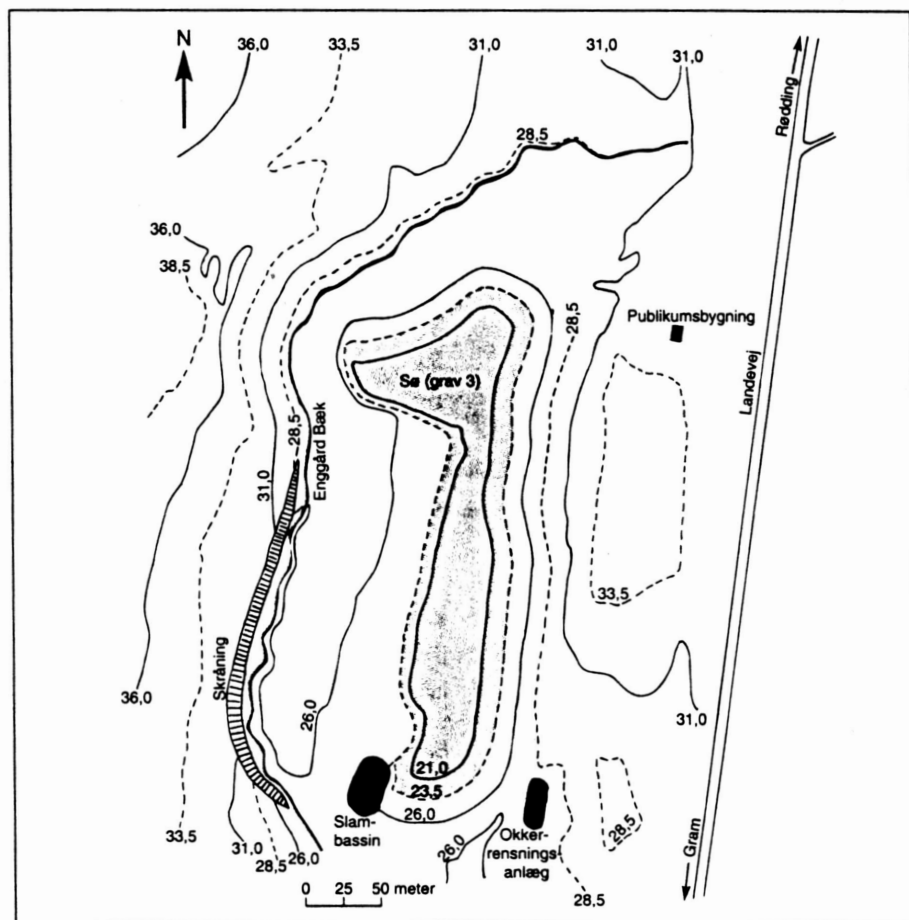 N
36,0
33,5
31,0
31,0
31,0
Rødding
28,5
36,0
38,5
28,5
Publikumsbygning
Sø (grav 3)
Landevej
28,5
Enggård Bæk
31,0
33,5
Skråning
36,0
26,0
31,0
21,0
23,5
26,0
Slam-
bassin
Okker-
rensnings-
anlæg
26,0
28,5
Gram
33,5
31,0
28,5
26,0
28,5
0 25 50 meter